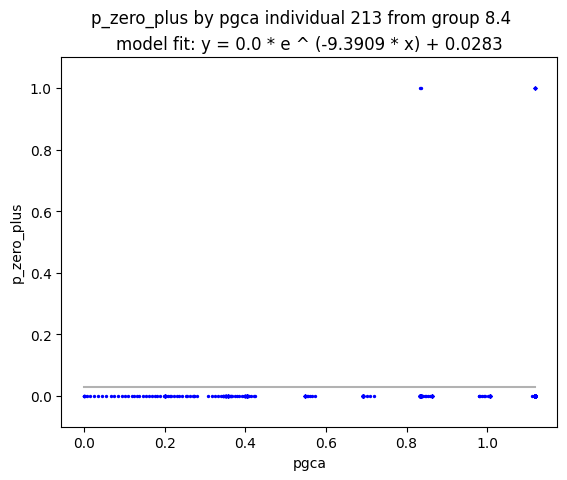 p_zero_plus by pgca individual 213 from group 8.4
model fit: y = 0.0 * e ^ (-9.3909 * x) + 0.0283
1.0
0.8
0.6
0.4
0.2
0.0
p_zero_plus
0.0 0.2 0.4 0.6 0.8 1.0
pgca